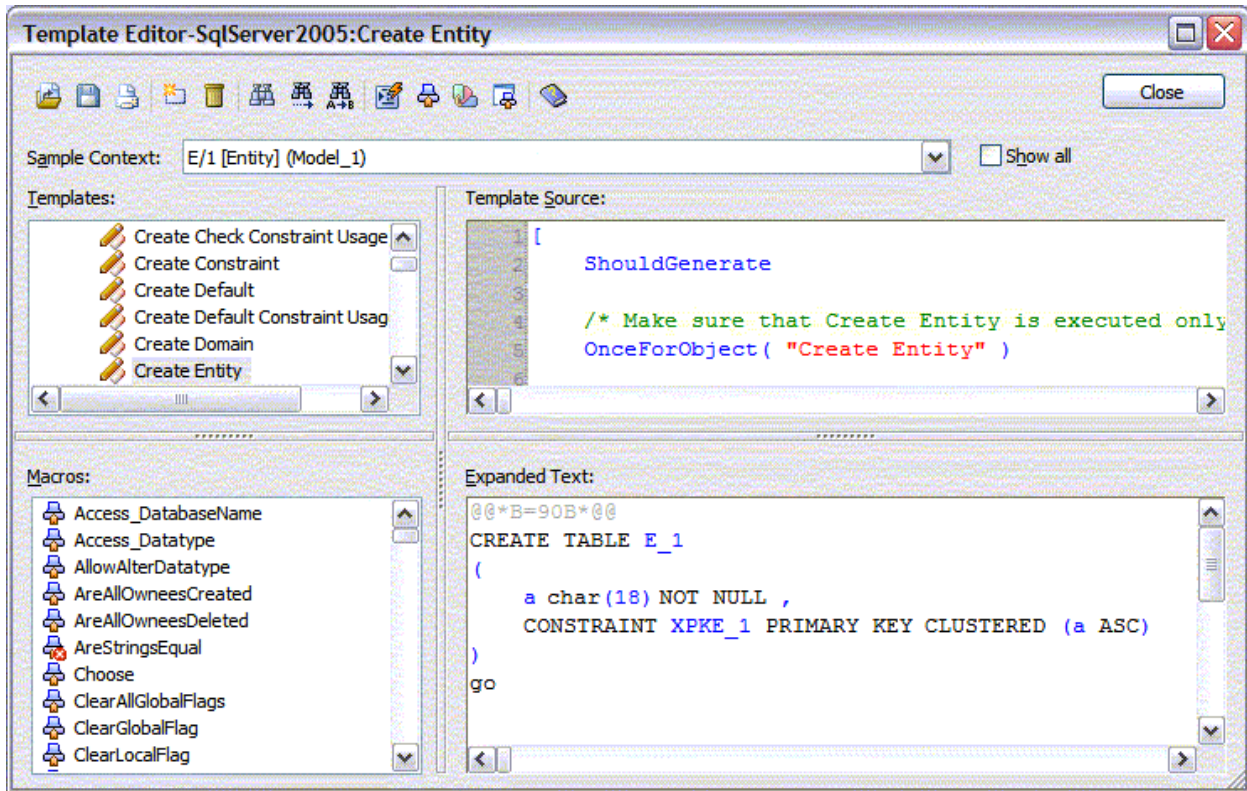 Template Editor-SqlServer2005:Create Entity
A→B
Close
Sample Context:
E/1 [Entity] (Model_1)
Show all
Templates:
Create Check Constraint Usage
Create Constraint
Create Default
Create Default Constraint Usag
Create Domain
Create Entity
Template Source:
1 [
2 ShouldGenerate
3
4 /* Make sure that Create Entity is executed only
5 OnceForObject( "Create Entity" )
6
Macros:
Access_DatabaseName
Access_Datatype
AllowAlterDatatype
AreAllOwneesCreated
AreAllOwneesDeleted
AreStringsEqual
Choose
ClearAllGlobalFlags
ClearGlobalFlag
ClearLocalFlag
Expanded Text:
@@*B=90B*@@
CREATE TABLE E_1
(
a char(18) NOT NULL ,
CONSTRAINT XPKE_1 PRIMARY KEY CLUSTERED (a ASC)
)
go